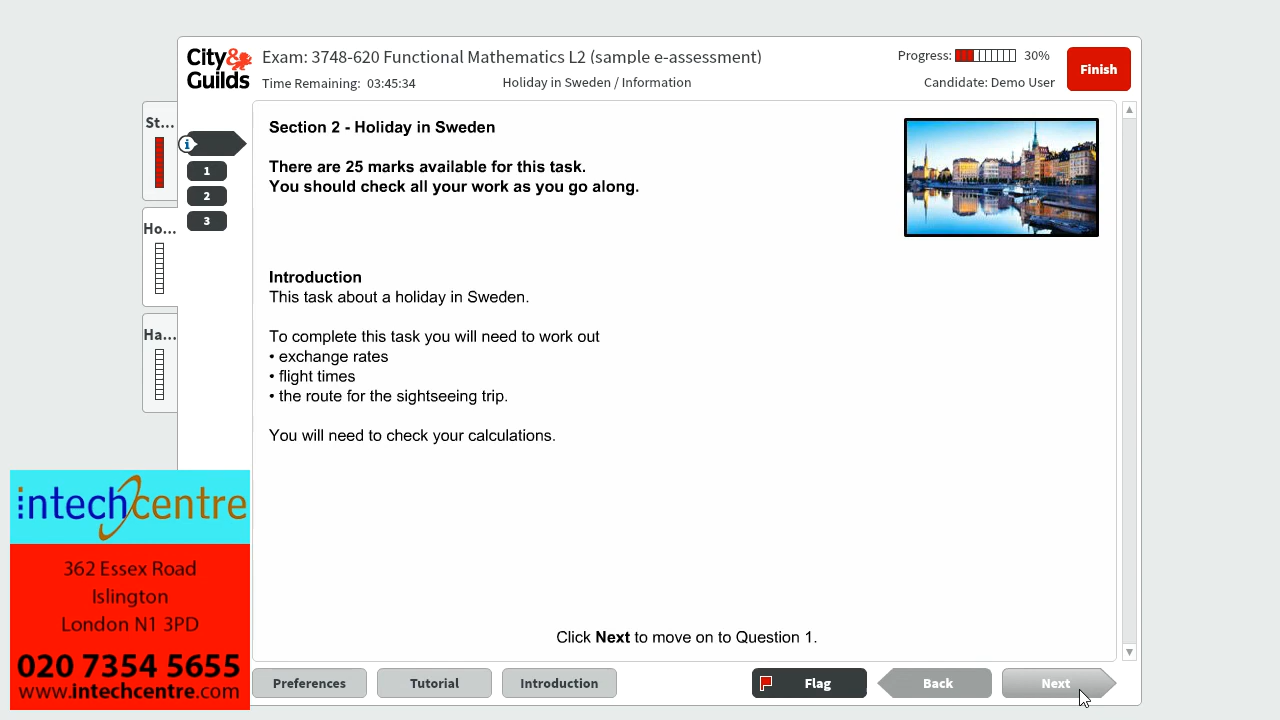 City&
Guilds
Exam: 3748-620 Functional Mathematics L2 (sample e-assessment)
Time Remaining: 03:45:34
Holiday in Sweden / Information
Progress:
30%
Candidate: Demo User
Finish
St...
Ho...
Ha...
i
1
2
3
Section 2 - Holiday in Sweden
There are 25 marks available for this task.
You should check all your work as you go along.
Introduction
This task about a holiday in Sweden.
To complete this task you will need to work out
• exchange rates
• flight times
• the route for the sightseeing trip.
You will need to check your calculations.
Click Next to move on to Question 1.
Preferences
Tutorial
Introduction
Flag
Back
Next
intechcentre
362 Essex Road
Islington
London N1 3PD
020 7354 5655
www.intechcentre.com